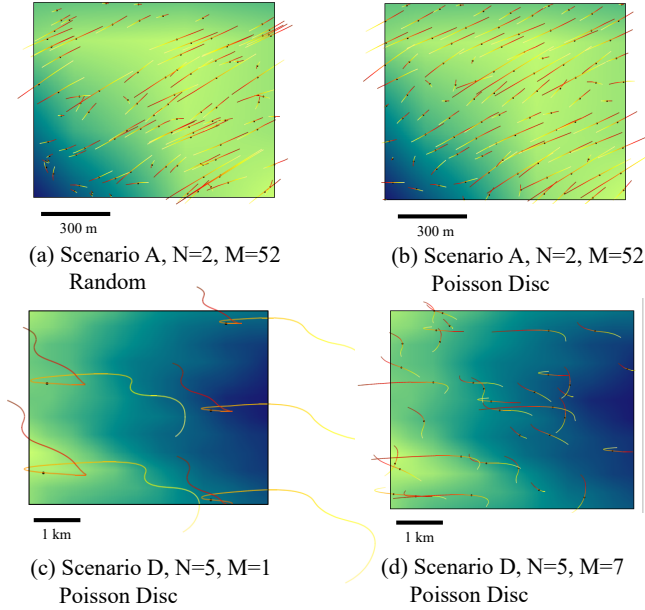 300 m
300 m
(a) Scenario A, N=2, M=52
Random
(b) Scenario A, N=2, M=52
Poisson Disc
1 km
1 km
(c) Scenario D, N=5, M=1
Poisson Disc
(d) Scenario D, N=5, M=7
Poisson Disc